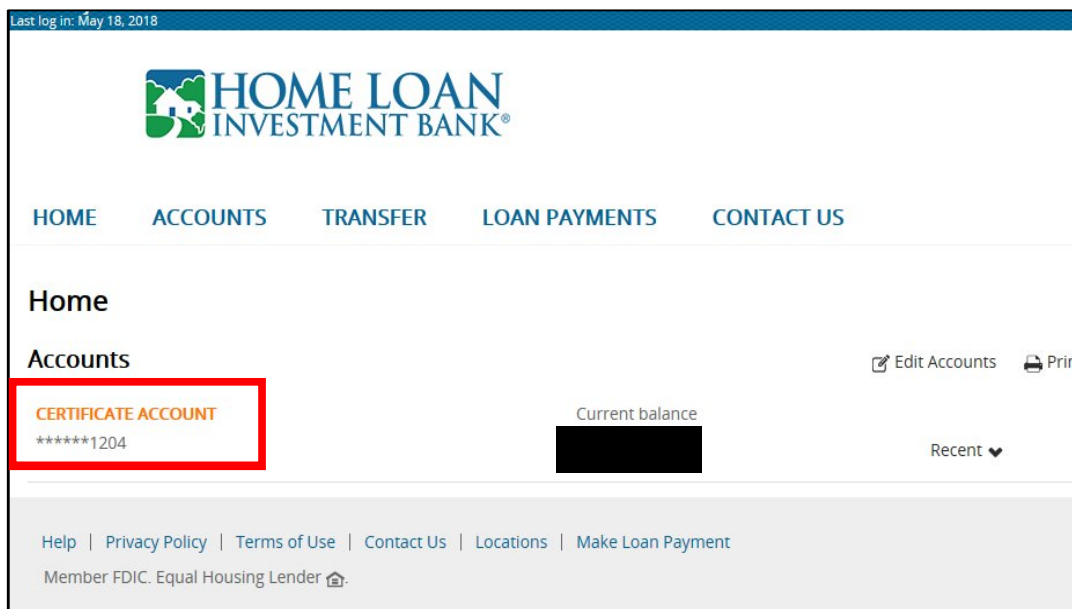 Last log in: May 18, 2018
HOME LOAN
INVESTMENT BANK®
HOME ACCOUNTS TRANSFER LOAN PAYMENTS CONTACT US
Home
Accounts
Edit Accounts
CERTIFICATE ACCOUNT
******1204
Current balance
Recent
Help | Privacy Policy | Terms of Use | Contact Us | Locations | Make Loan Payment
Member FDIC. Equal Housing Lender